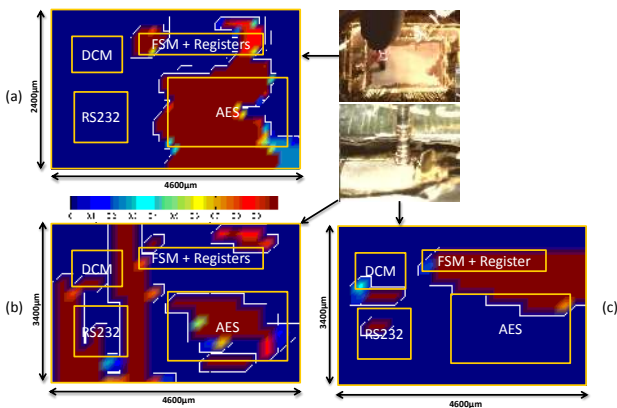 FSM + Registers
DCM
(a)
2400µm
RS232
AES
4600µm
FSM + Registers
DCM
(b)
3400µm
RS232
AES
4600µm
FSM + Register
DCM
(c)
3400µm
RS232
AES
4600µm